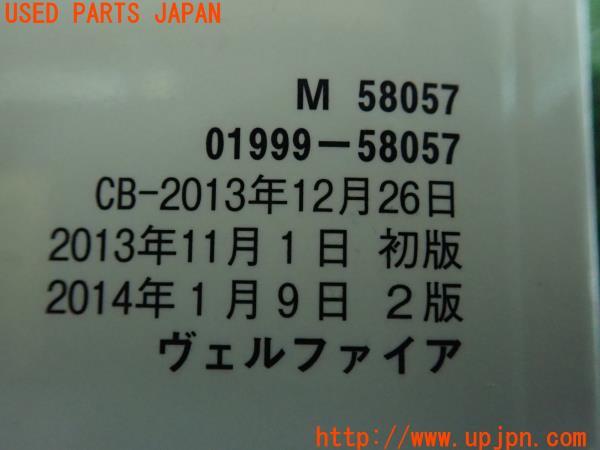 USED PARTS JAPAN
M 58057
01999-58057
CB-2013年12月26日
2013年11月1日 初版
2014年1月9日 2版
ヴェルファイア
http://www.upjpn.com/